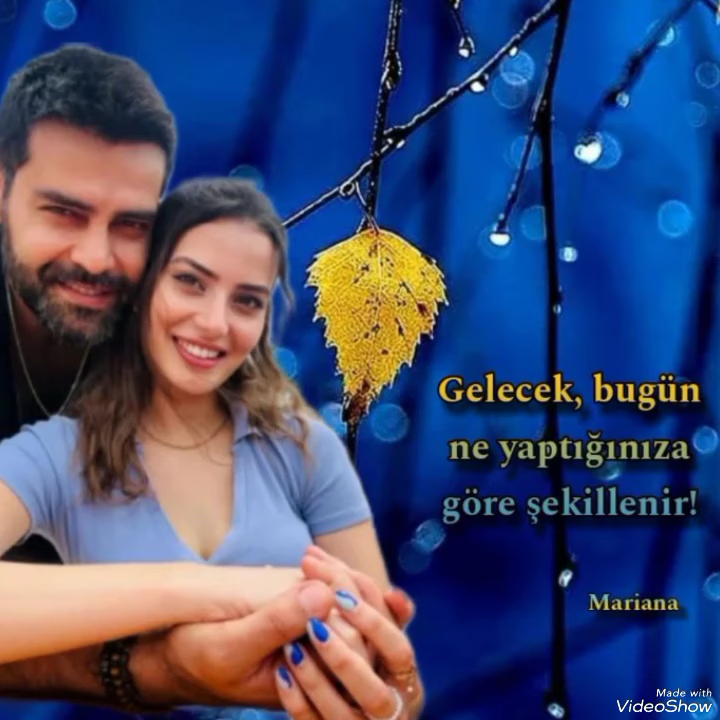 Gelecek, bugün
ne yaptığınıza
göre şekillenir!
Mariana
Made with
VideoShow